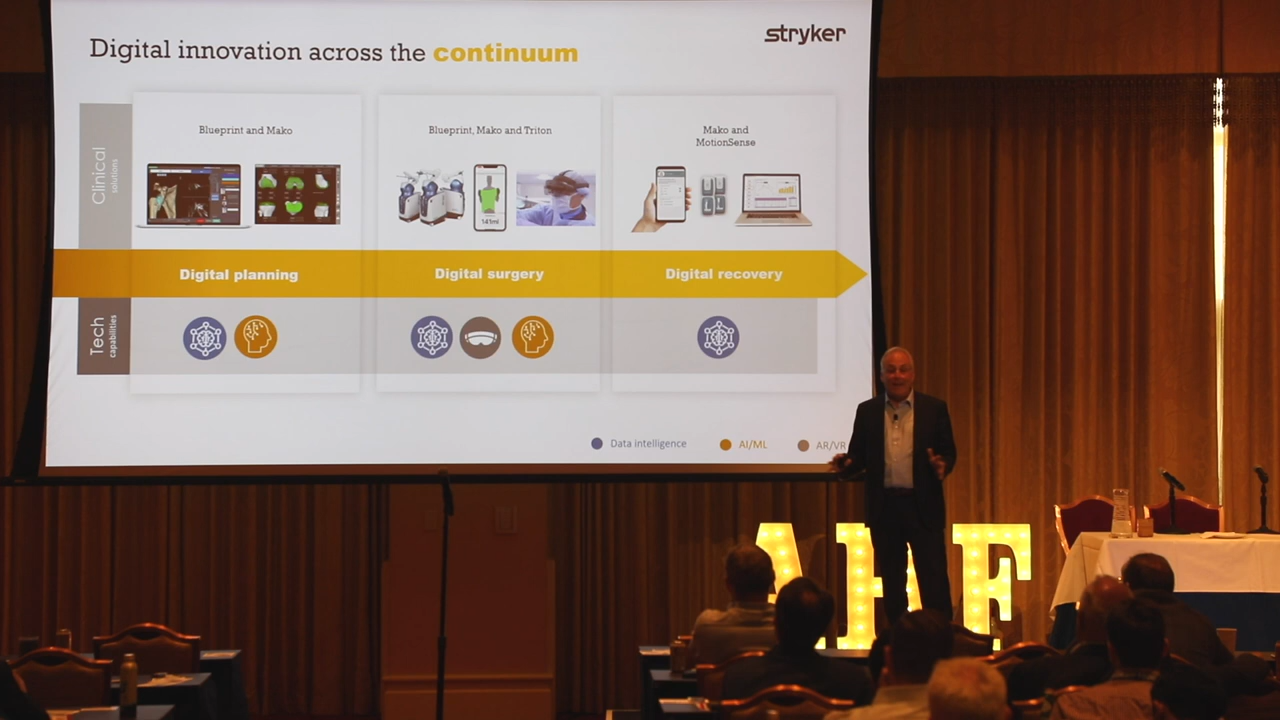 stryker
Digital innovation across the continuum
Clinical
solutions
Blueprint and Mako
Blueprint, Mako and Triton
141ml
Mako and
MotionSense
Digital planning
Digital surgery
Digital recovery
Tech
capabilities
Data intelligence
AI/ML
AR/VR